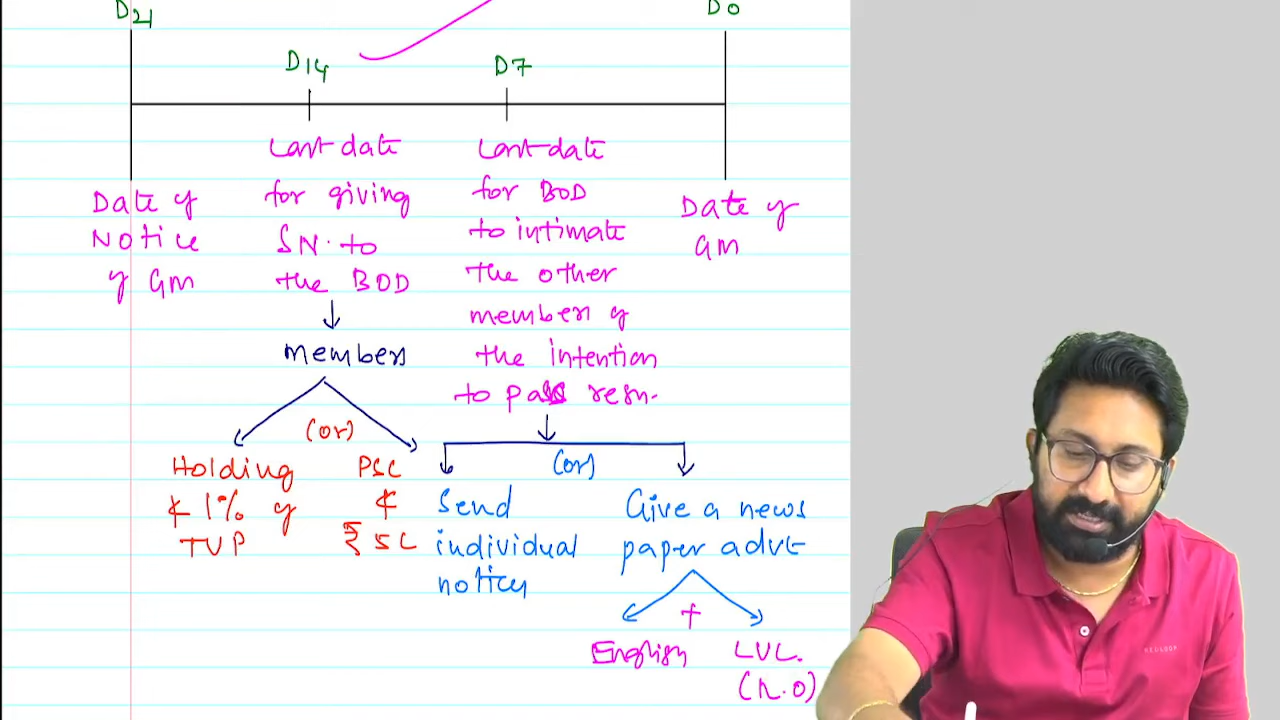 D21
D0
D14
D7
Last date
for giving
SN. to
the BOD
Last date
for BOD
to intimate
the other
members of
the intention
to pass resn.
Date of
Notice
of GM
Date of
GM
members
(or)
Holding
≮ 1% of
TVP
PSC
≮
₹ 5L
(or)
Send
individual
notices
Give a news
paper advt
+
English
LVL.
(R.O)
REDLOOP